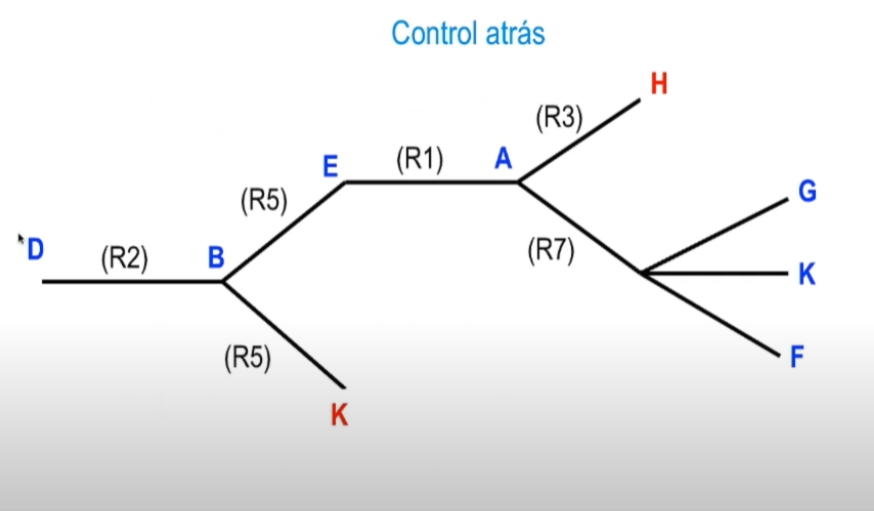 Control atrás
H
(R3)
E
(R1)
A
G
(R5)
D
(R2)
B
(R7)
K
(R5)
F
K